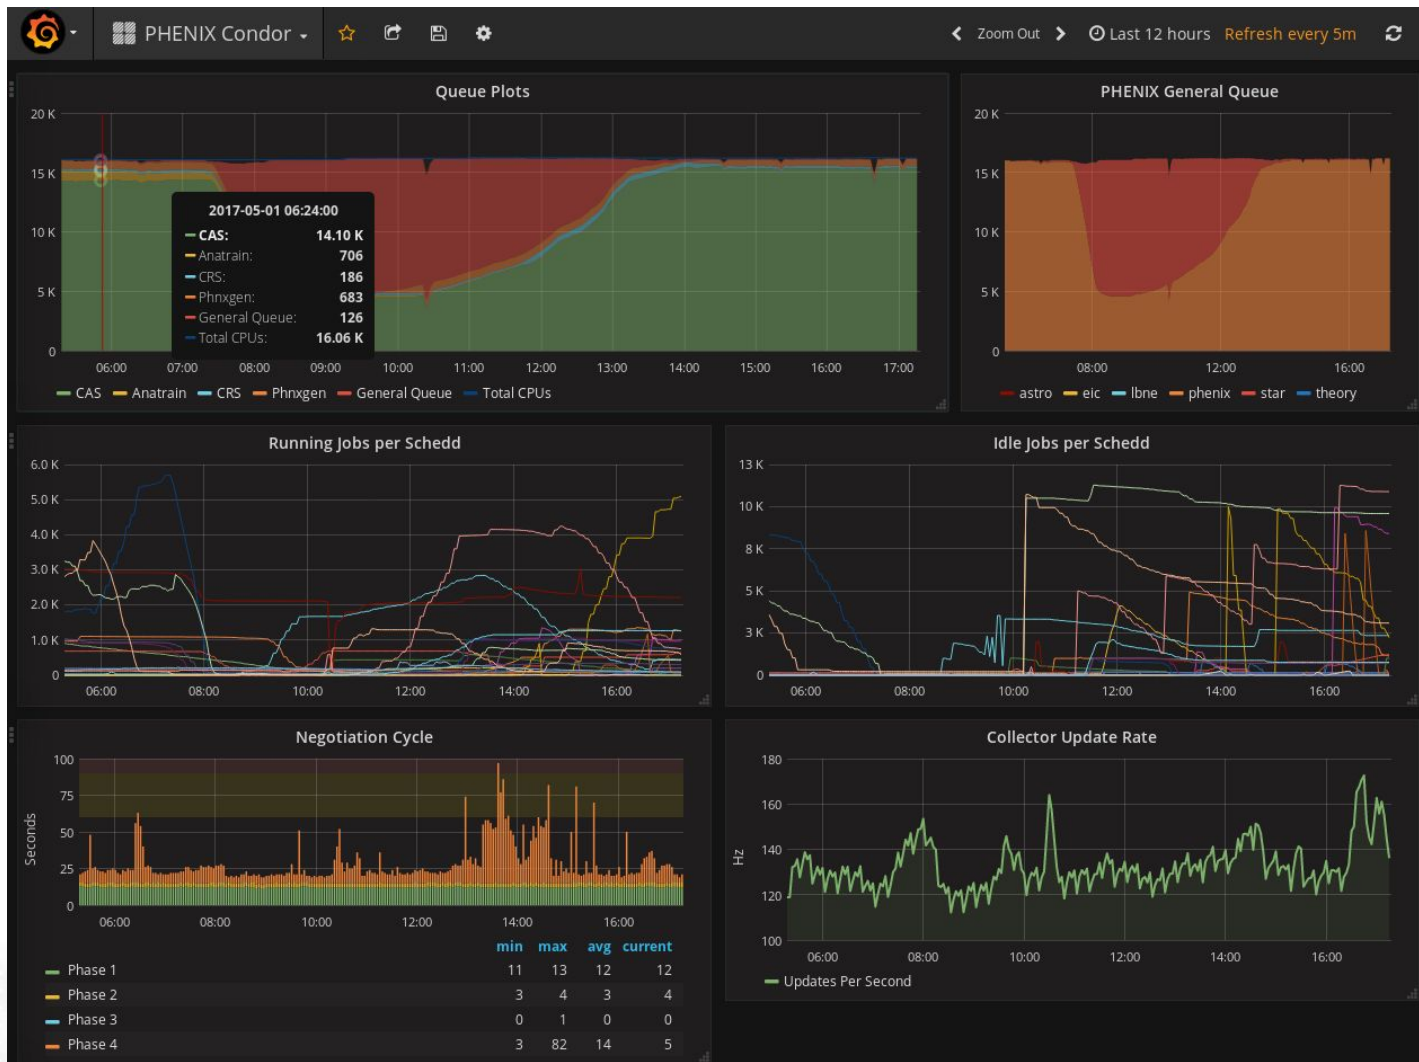 PHENIX Condor
Zoom Out
Last 12 hours
Refresh every 5m
Queue Plots
20 K
15 K
10 K
5 K
0
06:00 07:00 08:00 09:00 10:00 11:00 12:00 13:00 14:00 15:00 16:00 17:00
2017-05-01 06:24:00
CAS: 14.10 K
Anatrain: 706
CRS: 186
Phnxgen: 683
General Queue: 126
Total CPUs: 16.06 K
CAS Anatrain CRS Phnxgen General Queue Total CPUs
PHENIX General Queue
20 K
15 K
10 K
5 K
0
08:00 12:00 16:00
astro eic lbne phenix star theory
Running Jobs per Schedd
6.0 K
5.0 K
4.0 K
3.0 K
2.0 K
1.0 K
0
06:00 08:00 10:00 12:00 14:00 16:00
Idle Jobs per Schedd
13 K
10 K
8 K
5 K
3 K
0
06:00 08:00 10:00 12:00 14:00 16:00
Negotiation Cycle
Seconds
100
75
50
25
0
06:00 08:00 10:00 12:00 14:00 16:00
min max avg current
Phase 1 11 13 12 12
Phase 2 3 4 3 4
Phase 3 0 1 0 0
Phase 4 3 82 14 5
Collector Update Rate
Hz
180
160
140
120
100
06:00 08:00 10:00 12:00 14:00 16:00
Updates Per Second